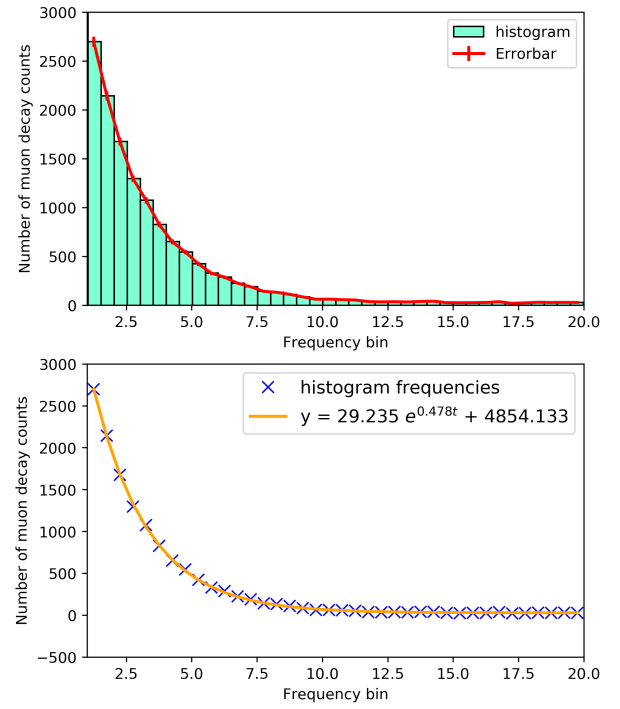 3000
2500
2000
1500
1000
500
0
Number of muon decay counts
histogram
Errorbar
2.5 5.0 7.5 10.0 12.5 15.0 17.5 20.0
Frequency bin
3000
2500
2000
1500
1000
500
0
−500
Number of muon decay counts
histogram frequencies
y = 29.235 e^{0.478t} + 4854.133
2.5 5.0 7.5 10.0 12.5 15.0 17.5 20.0
Frequency bin